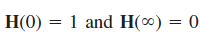 H(0) = 1 and H(∞) = 0